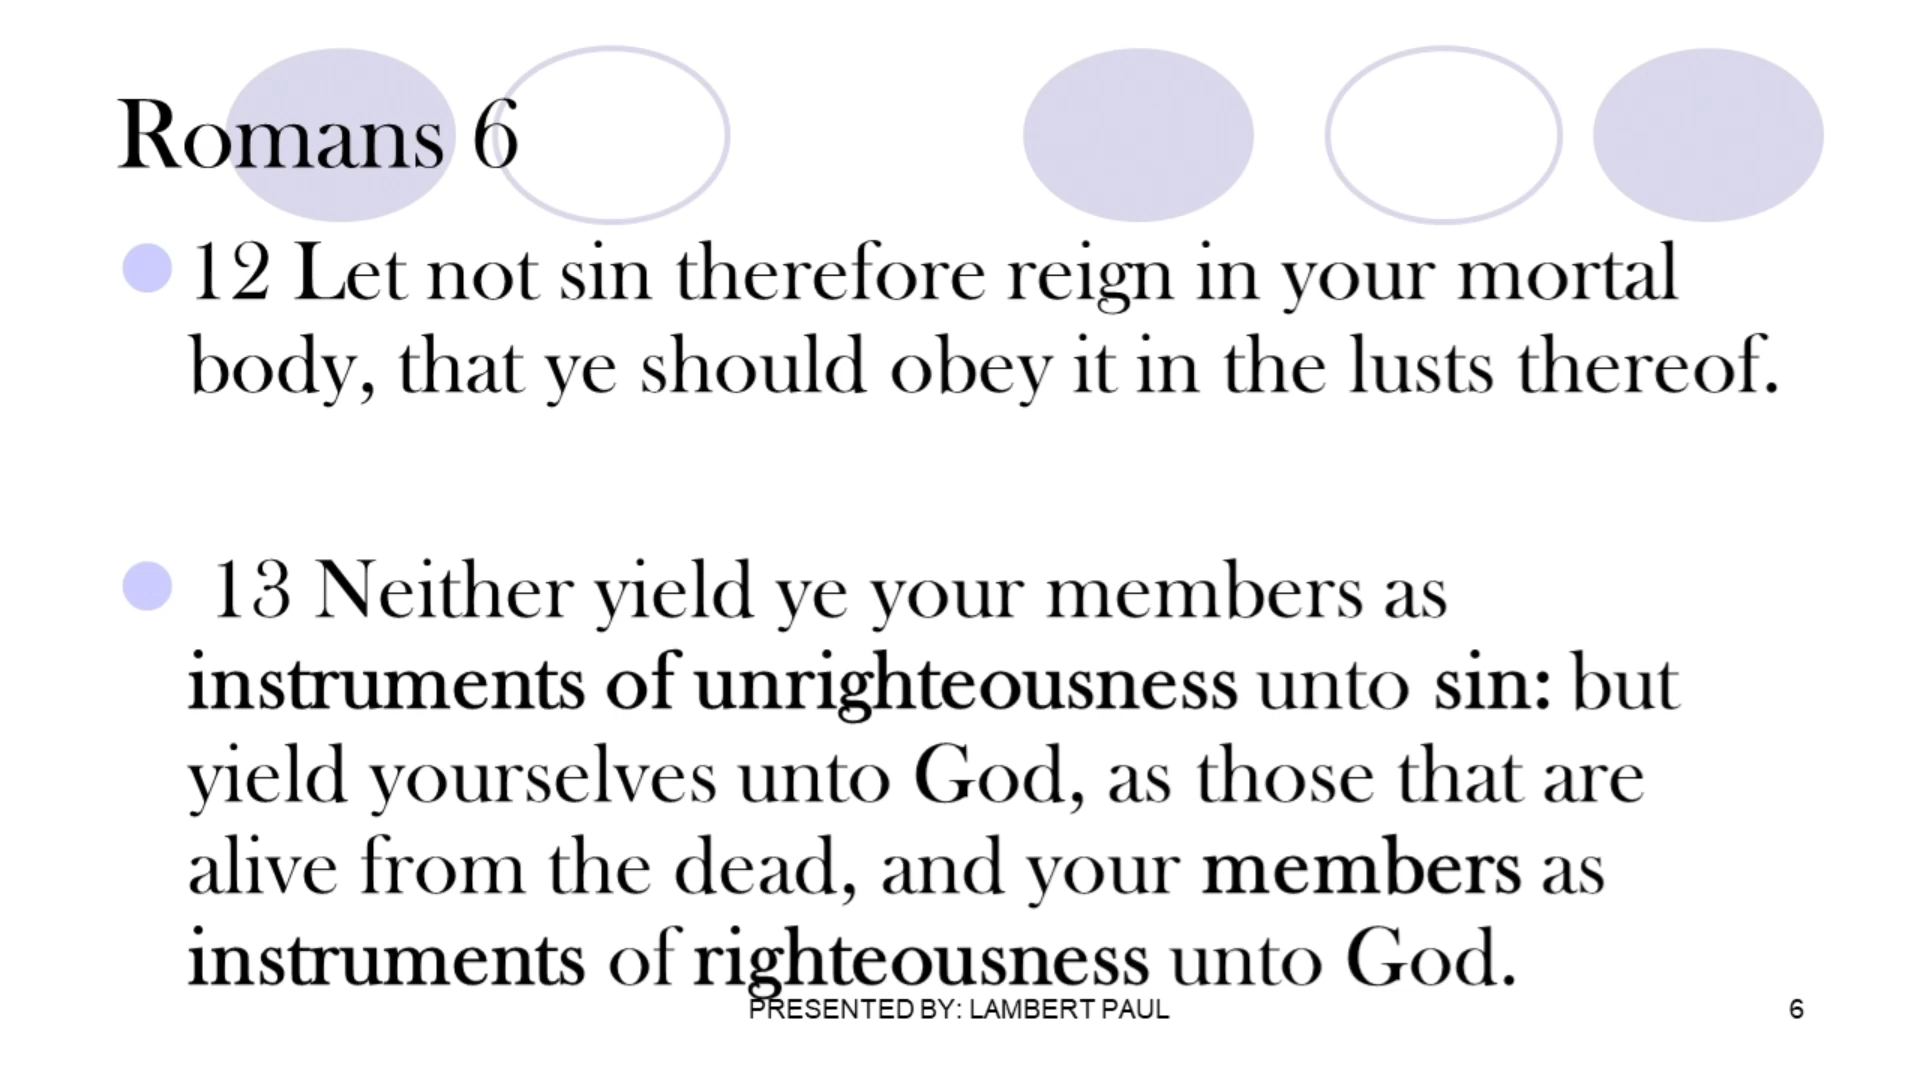 Romans 6
12 Let not sin therefore reign in your mortal
body, that ye should obey it in the lusts thereof.
13 Neither yield ye your members as
instruments of unrighteousness unto sin: but
yield yourselves unto God, as those that are
alive from the dead, and your members as
instruments of righteousness unto God.
PRESENTED BY: LAMBERT PAUL
6